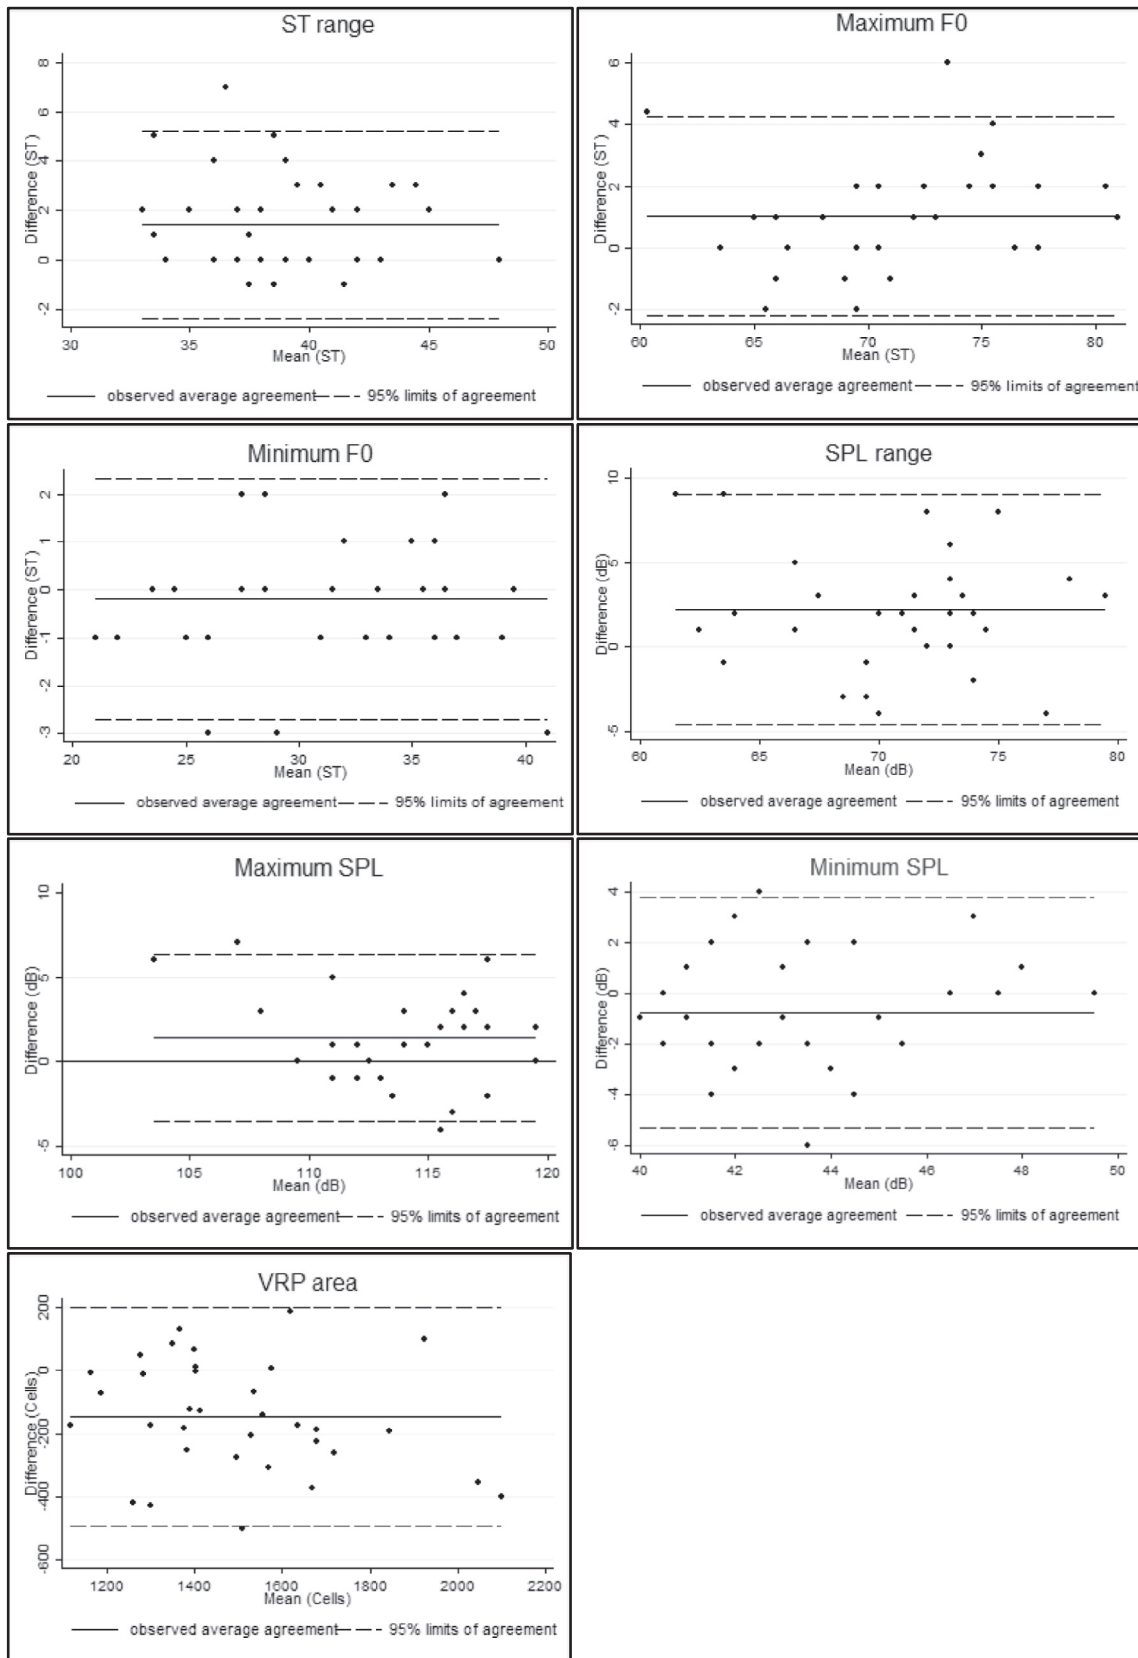 ST range
8
6
4
2
0
-2
Difference (ST)
30 35 40 45 50
Mean (ST)
observed average agreement 95% limits of agreement
Maximum F0
6
4
2
0
-2
Difference (ST)
60 65 70 75 80
Mean (ST)
observed average agreement 95% limits of agreement
Minimum F0
2
1
0
-1
-2
-3
Difference (ST)
20 25 30 35 40
Mean (ST)
observed average agreement 95% limits of agreement
SPL range
10
5
0
-5
Difference (dB)
60 65 70 75 80
Mean (dB)
observed average agreement 95% limits of agreement
Maximum SPL
10
5
0
-5
Difference (dB)
100 105 110 115 120
Mean (dB)
observed average agreement 95% limits of agreement
Minimum SPL
4
2
0
-2
-4
-6
Difference (dB)
40 42 44 46 48 50
Mean (dB)
observed average agreement 95% limits of agreement
VRP area
200
0
-200
-400
-600
Difference (Cells)
1200 1400 1600 1800 2000 2200
Mean (Cells)
observed average agreement 95% limits of agreement